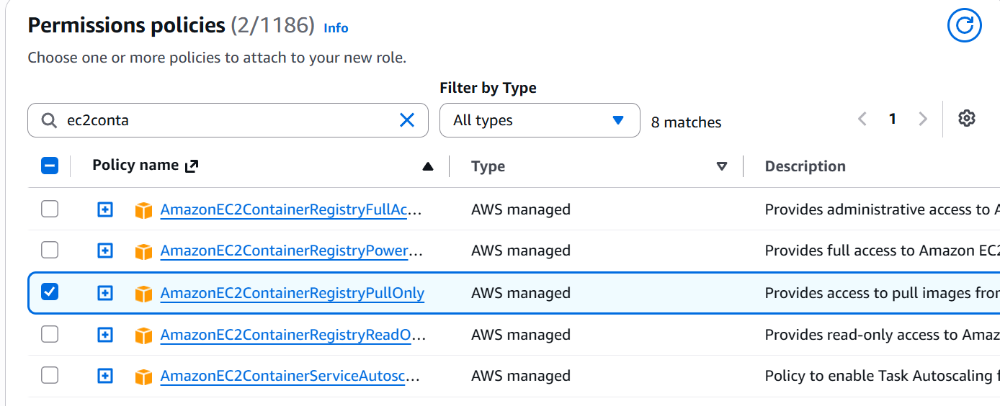 Permissions policies (2/1186) Info
Choose one or more policies to attach to your new role.
Filter by Type
ec2conta All types 8 matches 1
Policy name Type Description
AmazonEC2ContainerRegistryFullAc... AWS managed Provides administrative access to A
AmazonEC2ContainerRegistryPower... AWS managed Provides full access to Amazon EC2
AmazonEC2ContainerRegistryPullOnly AWS managed Provides access to pull images from
AmazonEC2ContainerRegistryReadO... AWS managed Provides read-only access to Amaz
AmazonEC2ContainerServiceAutosc... AWS managed Policy to enable Task Autoscaling f